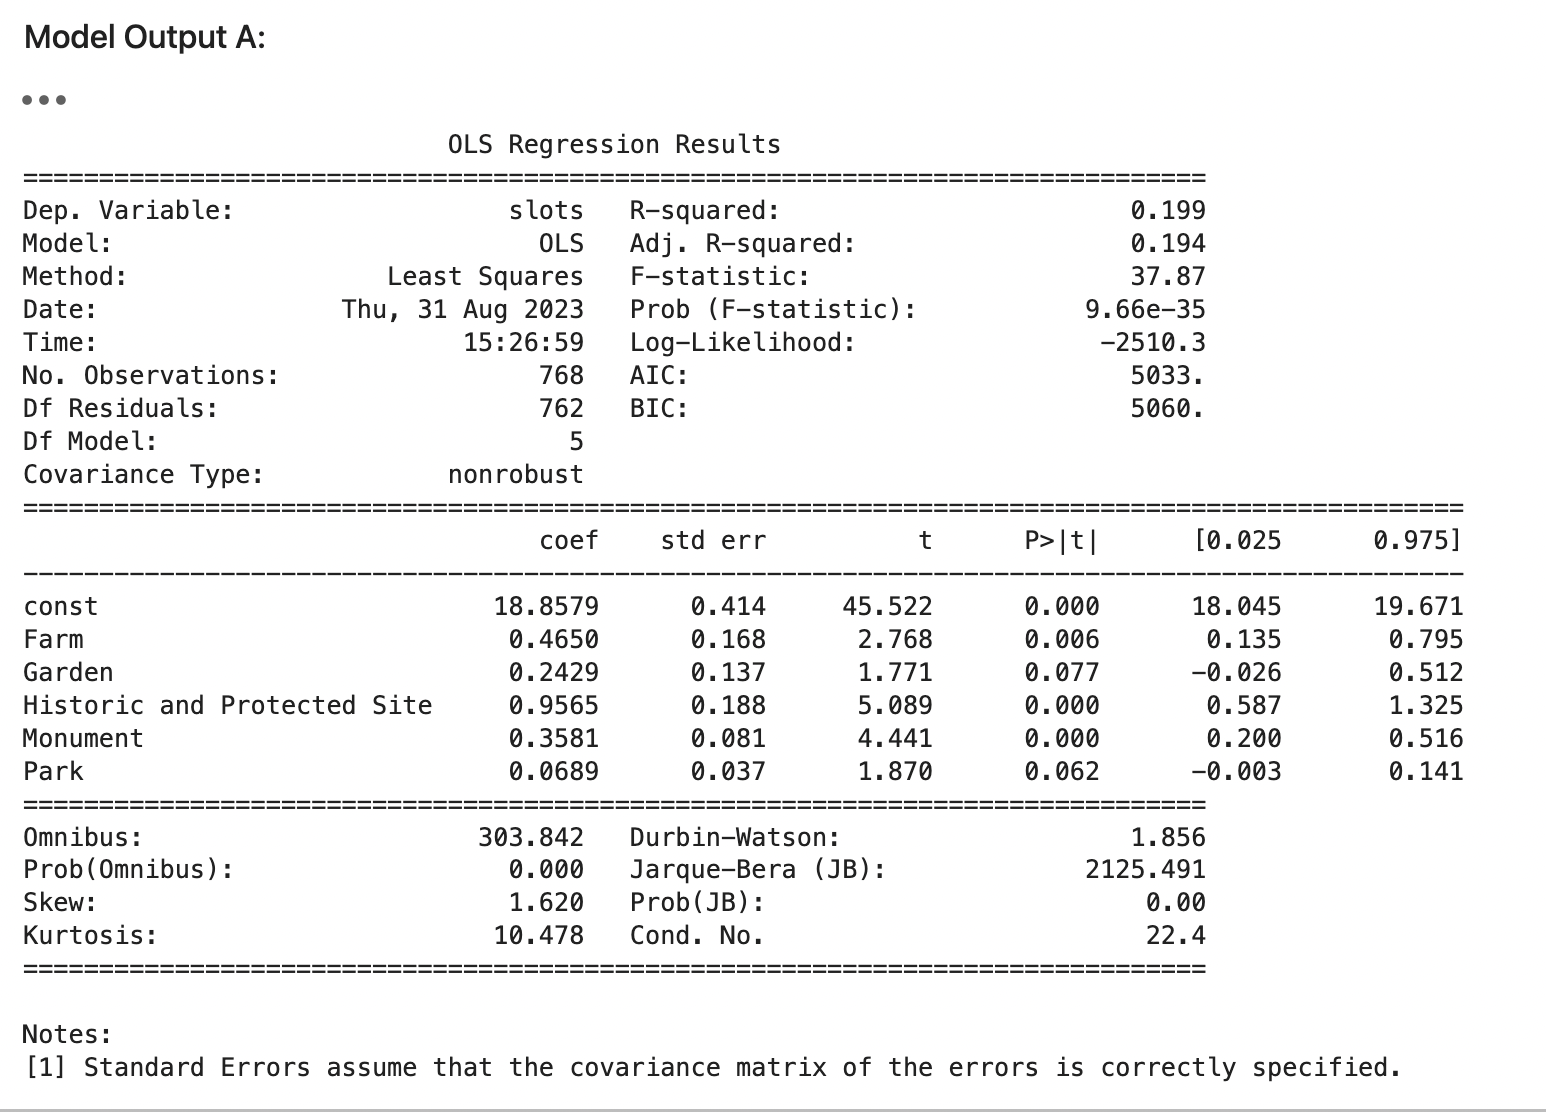 Model Output A:
•••
                            OLS Regression Results
==============================================================================
Dep. Variable:                  slots   R-squared:                       0.199
Model:                            OLS   Adj. R-squared:                  0.194
Method:                 Least Squares   F-statistic:                     37.87
Date:                Thu, 31 Aug 2023   Prob (F-statistic):           9.66e-35
Time:                        15:26:59   Log-Likelihood:                -2510.3
No. Observations:                 768   AIC:                             5033.
Df Residuals:                     762   BIC:                             5060.
Df Model:                           5
Covariance Type:            nonrobust
===============================================================================================
                                  coef    std err          t      P>|t|      [0.025      0.975]
-----------------------------------------------------------------------------------------------
const                          18.8579      0.414     45.522      0.000      18.045      19.671
Farm                            0.4650      0.168      2.768      0.006       0.135       0.795
Garden                          0.2429      0.137      1.771      0.077      -0.026       0.512
Historic and Protected Site     0.9565      0.188      5.089      0.000       0.587       1.325
Monument                        0.3581      0.081      4.441      0.000       0.200       0.516
Park                            0.0689      0.037      1.870      0.062      -0.003       0.141
==============================================================================
Omnibus:                      303.842   Durbin-Watson:                   1.856
Prob(Omnibus):                  0.000   Jarque-Bera (JB):             2125.491
Skew:                           1.620   Prob(JB):                         0.00
Kurtosis:                      10.478   Cond. No.                         22.4
==============================================================================
Notes:
[1] Standard Errors assume that the covariance matrix of the errors is correctly specified.